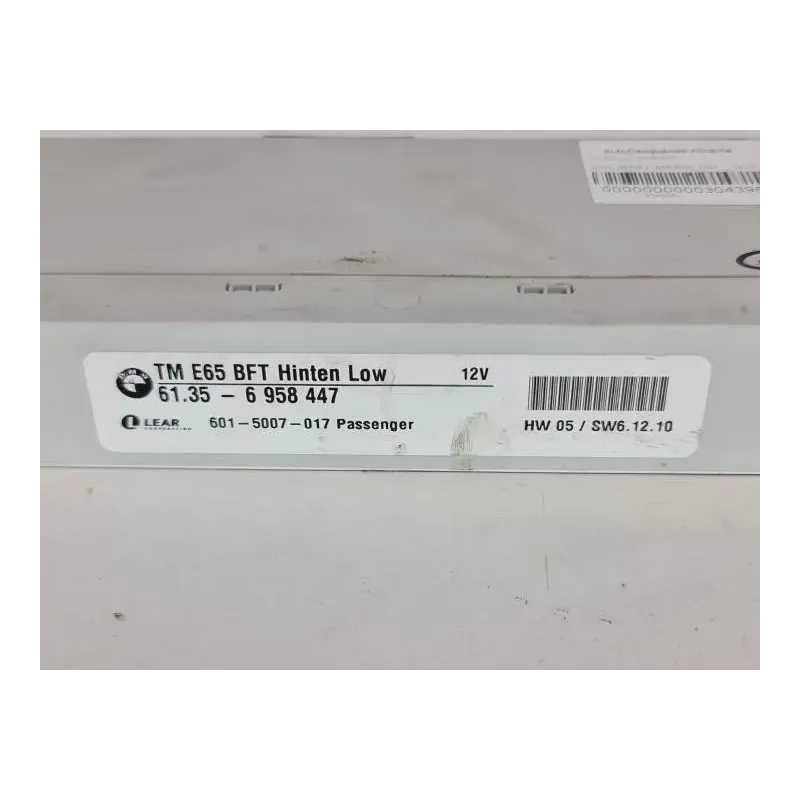 TM E65 BFT Hinten Low 12V
61.35 - 6 958 447
LEAR 601-5007-017 Passenger
CORPORATION
HW 05 / SW6.12.10